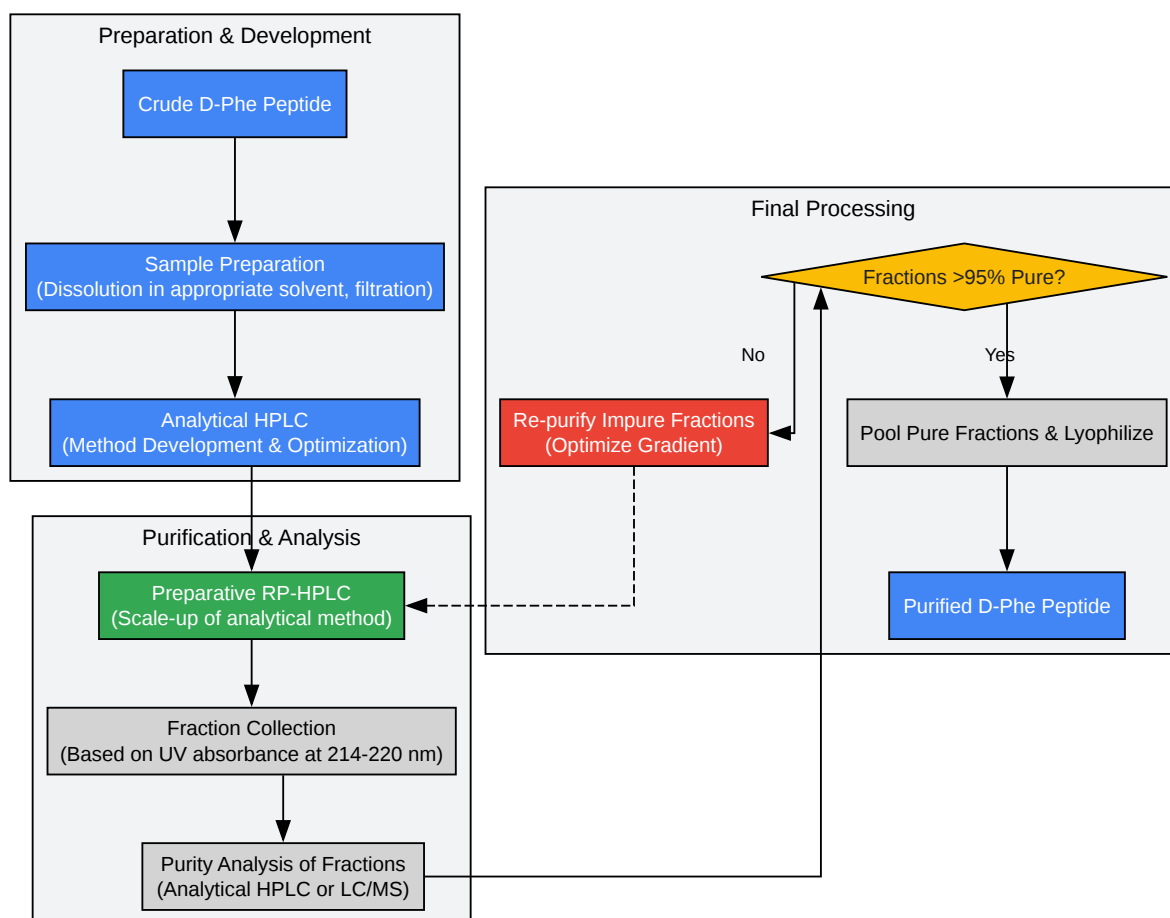 Preparation & Development
Crude D-Phe Peptide
Sample Preparation
(Dissolution in appropriate solvent, filtration)
Analytical HPLC
(Method Development & Optimization)
Purification & Analysis
Preparative RP-HPLC
(Scale-up of analytical method)
Fraction Collection
(Based on UV absorbance at 214-220 nm)
Purity Analysis of Fractions
(Analytical HPLC or LC/MS)
Final Processing
Fractions >95% Pure?
No
Yes
Re-purify Impure Fractions
(Optimize Gradient)
Pool Pure Fractions & Lyophilize
Purified D-Phe Peptide